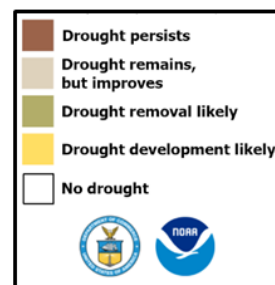 Drought persists
Drought remains,
but improves
Drought removal likely
Drought development likely
No drought
NOAA